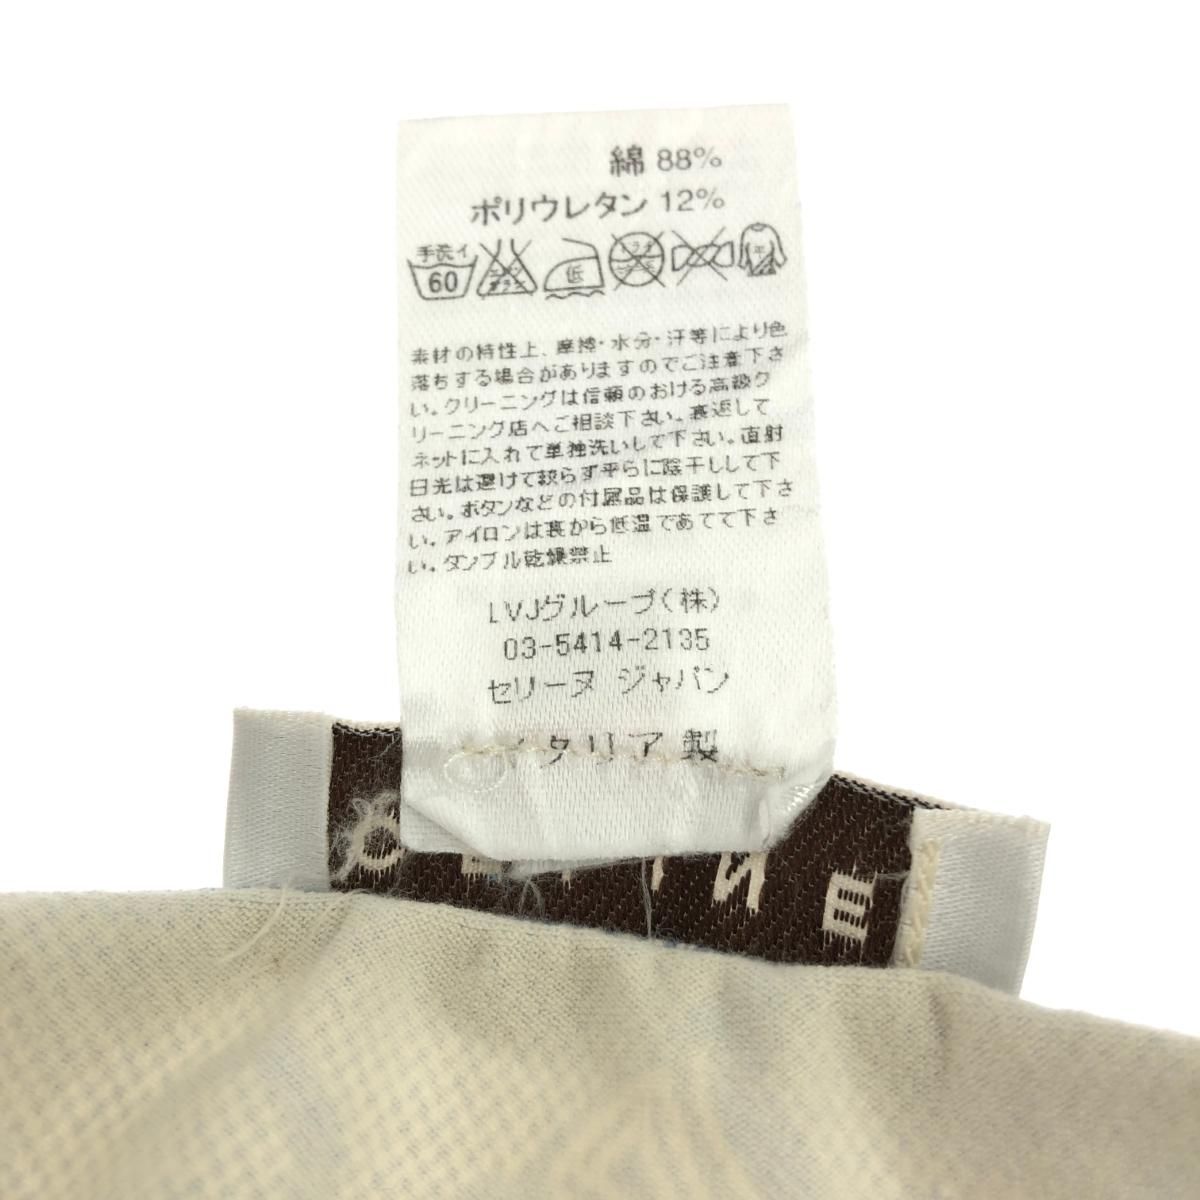 綿 88%
ポリウレタン 12%
手洗イ
60
エンソ
サラシ
低
平
素材の特性上、摩擦・水分・汗等により色
落ちする場合がありますのでご注意下さ
い。クリーニングは信頼のおける高級ク
リーニング店へご相談下さい。裏返して
ネットに入れて単独洗いして下さい。直射
日光は避けて絞らず平らに陰干しして下
さい。ボタンなどの付属品は保護して下さ
い。アイロンは裏から低温であてて下さ
い。タンブル乾燥禁止
LVJグループ(株)
03-5414-2135
セリーヌ ジャパン
イタリア製
CELINE